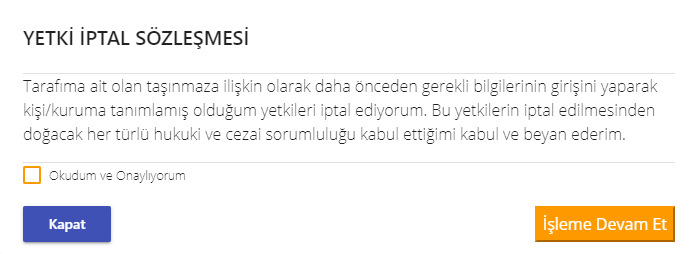 YETKİ İPTAL SÖZLEŞMESİ
Tarafıma ait olan taşınmaza ilişkin olarak daha önceden gerekli bilgilerinin girişini yaparak
kişi/kuruma tanımlamış olduğum yetkileri iptal ediyorum. Bu yetkilerin iptal edilmesinden
doğacak her türlü hukuki ve cezai sorumluluğu kabul ettiğimi kabul ve beyan ederim.
Okudum ve Onaylıyorum
Kapat
İşleme Devam Et